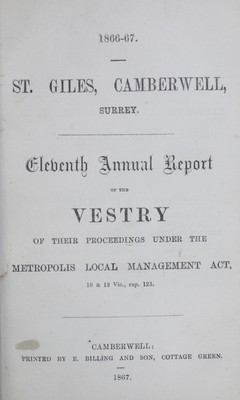 1866-67.
ST. GILES, CAMBERWELL,
SURREY.
Eleventh Annual Report
OF THE
VESTRY
OF THEIR PROCEEDINGS UNDER THE
METROPOLIS LOCAL MANAGEMENT ACT,
18 & 19 Vic., cap. 123.
CAMBERWELL:
PRINTED BY E. BILLING AND SON, COTTAGE GREEN.
1867.